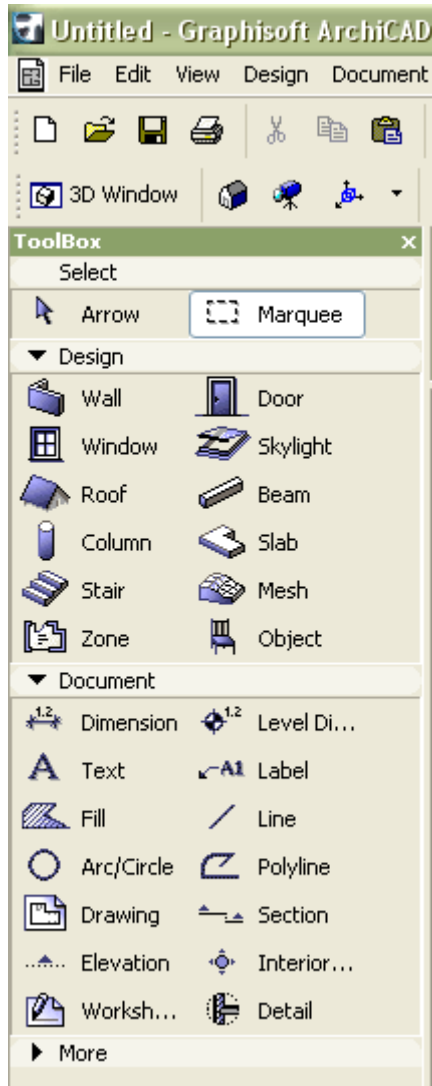 Untitled - Graphisoft ArchiCAD
File Edit View Design Document
3D Window
ToolBox
Select
Arrow Marquee
Design
Wall Door
Window Skylight
Roof Beam
Column Slab
Stair Mesh
Zone Object
Document
1.2 Dimension 1.2 Level Di...
A Text A1 Label
Fill Line
Arc/Circle Polyline
Drawing Section
Elevation Interior...
Worksh... Detail
More